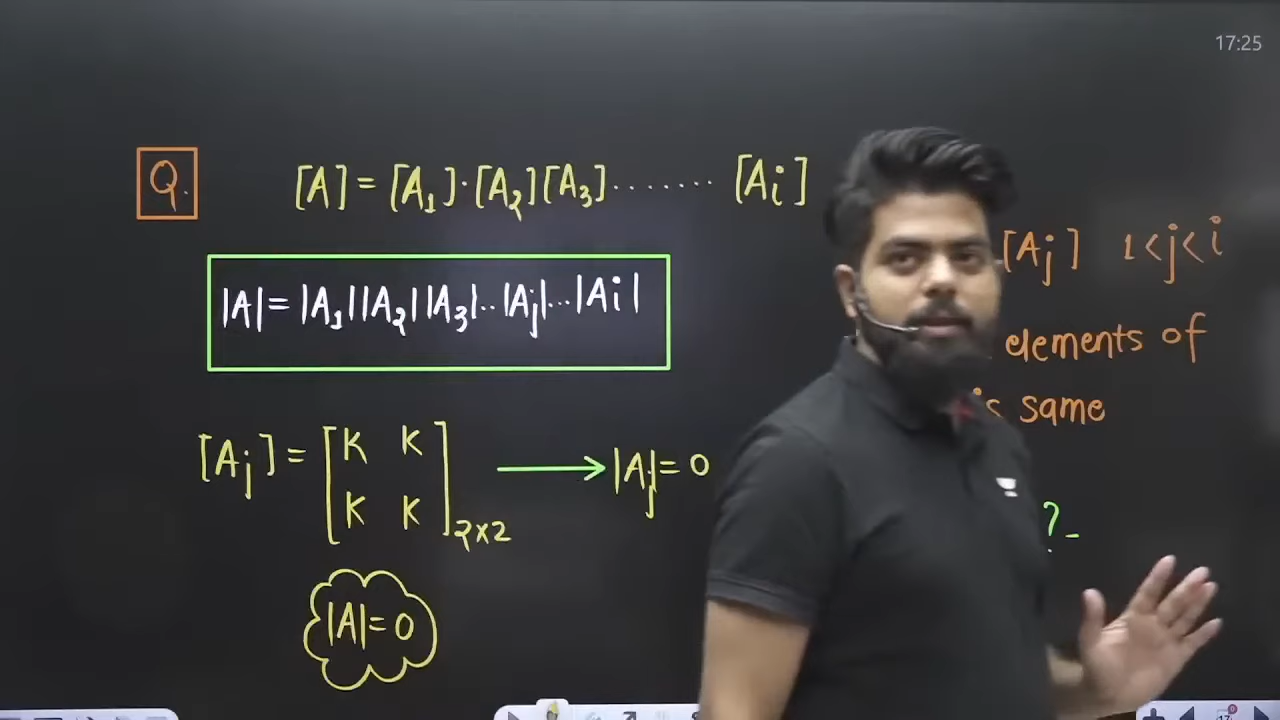 17:25
Q. [A] = [A₁]·[A₂][A₃]........ [Ai]
[Aj] 1<j<i
|A| = |A₁||A₂||A₃|..|Aj|...|Ai|
elements of
is same
[Aj] = [K K
K K]₂ₓ₂ → |Aj| = 0
?-
|A| = 0